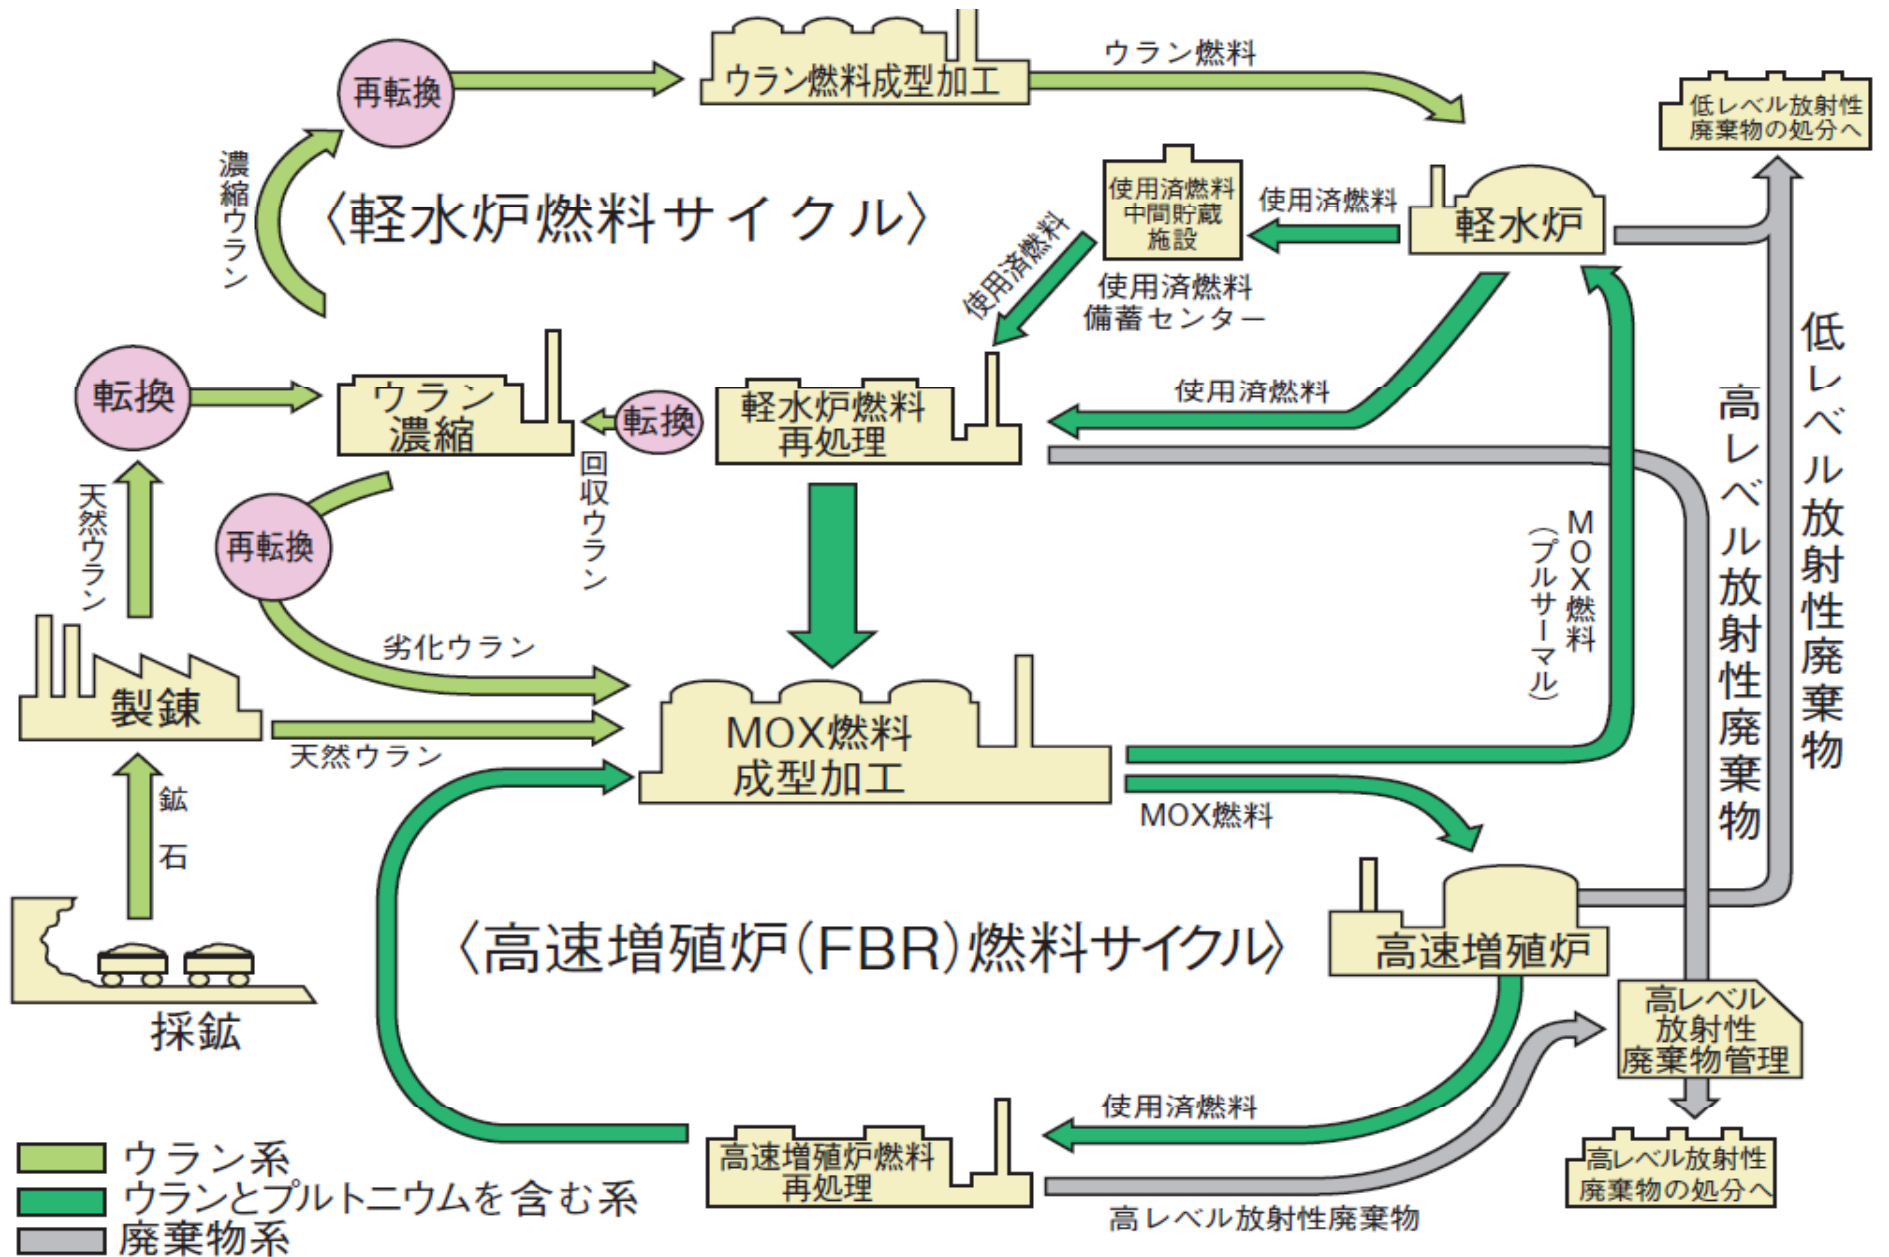 再転換
ウラン燃料成型加工
ウラン燃料
低レベル放射性
廃棄物の処分へ
濃縮ウラン
〈軽水炉燃料サイクル〉
使用済燃料
中間貯蔵
施設
使用済燃料
軽水炉
使用済燃料
使用済燃料
備蓄センター
転換
ウラン
濃縮
転換
軽水炉燃料
再処理
使用済燃料
回収ウラン
天然ウラン
再転換
MOX燃料
(プルサーマル)
高レベル放射性廃棄物
低レベル放射性廃棄物
劣化ウラン
製錬
天然ウラン
MOX燃料
成型加工
MOX燃料
鉱石
採鉱
〈高速増殖炉(FBR)燃料サイクル〉
高速増殖炉
高レベル
放射性
廃棄物管理
使用済燃料
高速増殖炉燃料
再処理
高レベル放射性廃棄物
高レベル放射性
廃棄物の処分へ
ウラン系
ウランとプルトニウムを含む系
廃棄物系